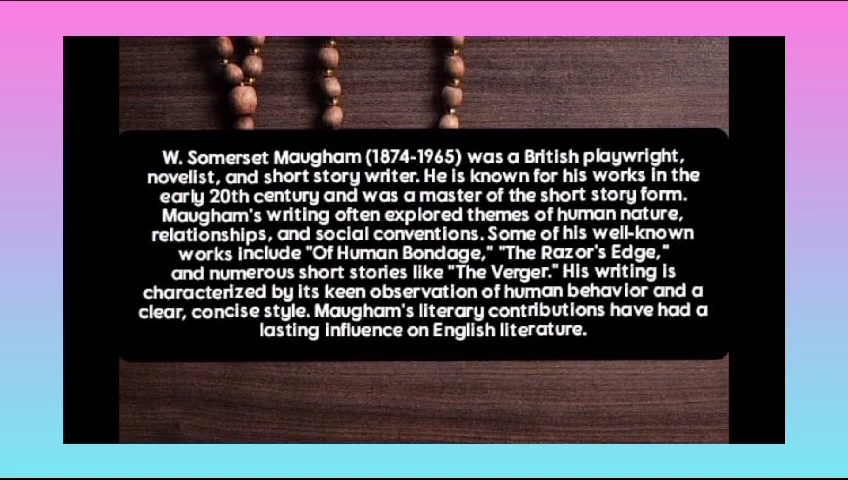 W. Somerset Maugham (1874-1965) was a British playwright,
novelist, and short story writer. He is known for his works in the
early 20th century and was a master of the short story form.
Maugham's writing often explored themes of human nature,
relationships, and social conventions. Some of his well-known
works include "Of Human Bondage," "The Razor's Edge,"
and numerous short stories like "The Verger." His writing is
characterized by its keen observation of human behavior and a
clear, concise style. Maugham's literary contributions have had a
lasting influence on English literature.